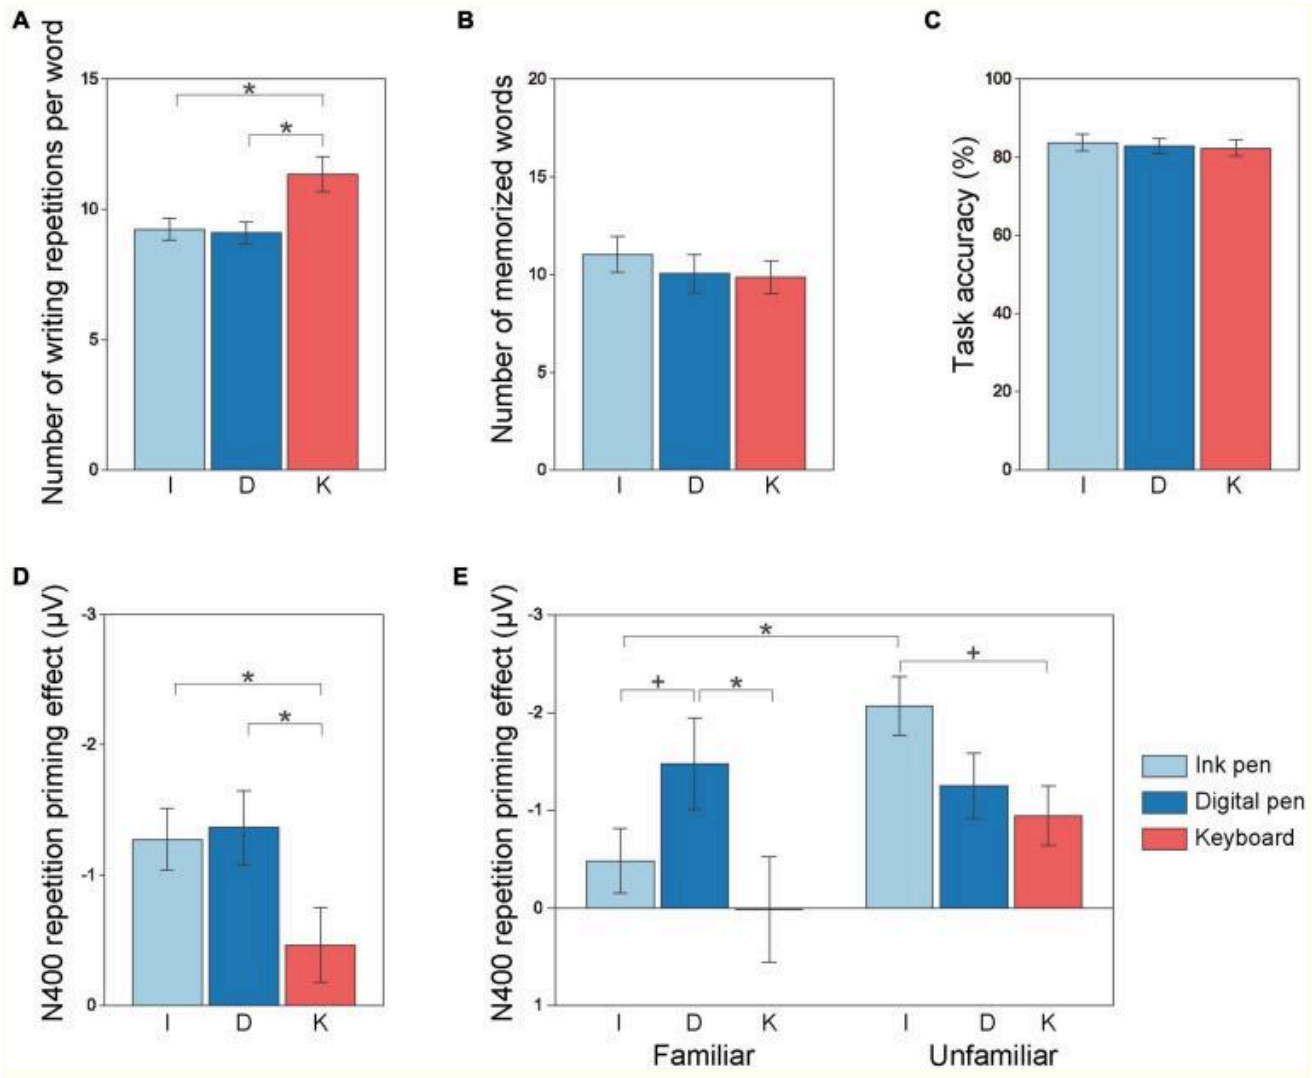 A
Number of writing repetitions per word
15
10
5
0
*
*
I D K
B
Number of memorized words
20
15
10
5
0
I D K
C
Task accuracy (%)
100
80
60
40
20
0
I D K
D
N400 repetition priming effect (µV)
-3
-2
-1
0
*
*
I D K
E
N400 repetition priming effect (µV)
-3
-2
-1
0
1
*
+
+ *
I D K I D K
Familiar Unfamiliar
Ink pen
Digital pen
Keyboard